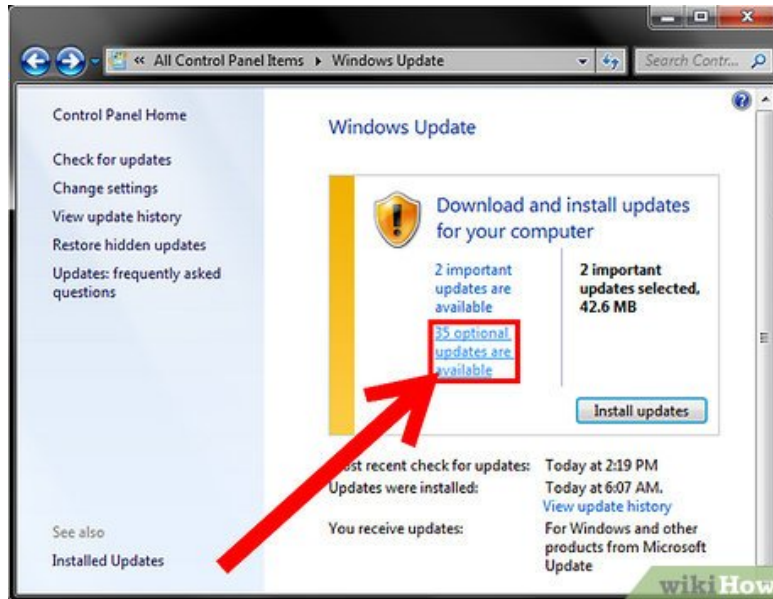 « All Control Panel Items ▸ Windows Update
Search Contr...
Control Panel Home
Check for updates
Change settings
View update history
Restore hidden updates
Updates: frequently asked
questions
See also
Installed Updates
Windows Update
Download and install updates
for your computer
2 important
updates are
available
35 optional
updates are
available
2 important
updates selected,
42.6 MB
Install updates
recent check for updates: Today at 2:19 PM
Updates were installed: Today at 6:07 AM.
View update history
You receive updates: For Windows and other
products from Microsoft
Update
wikiHow